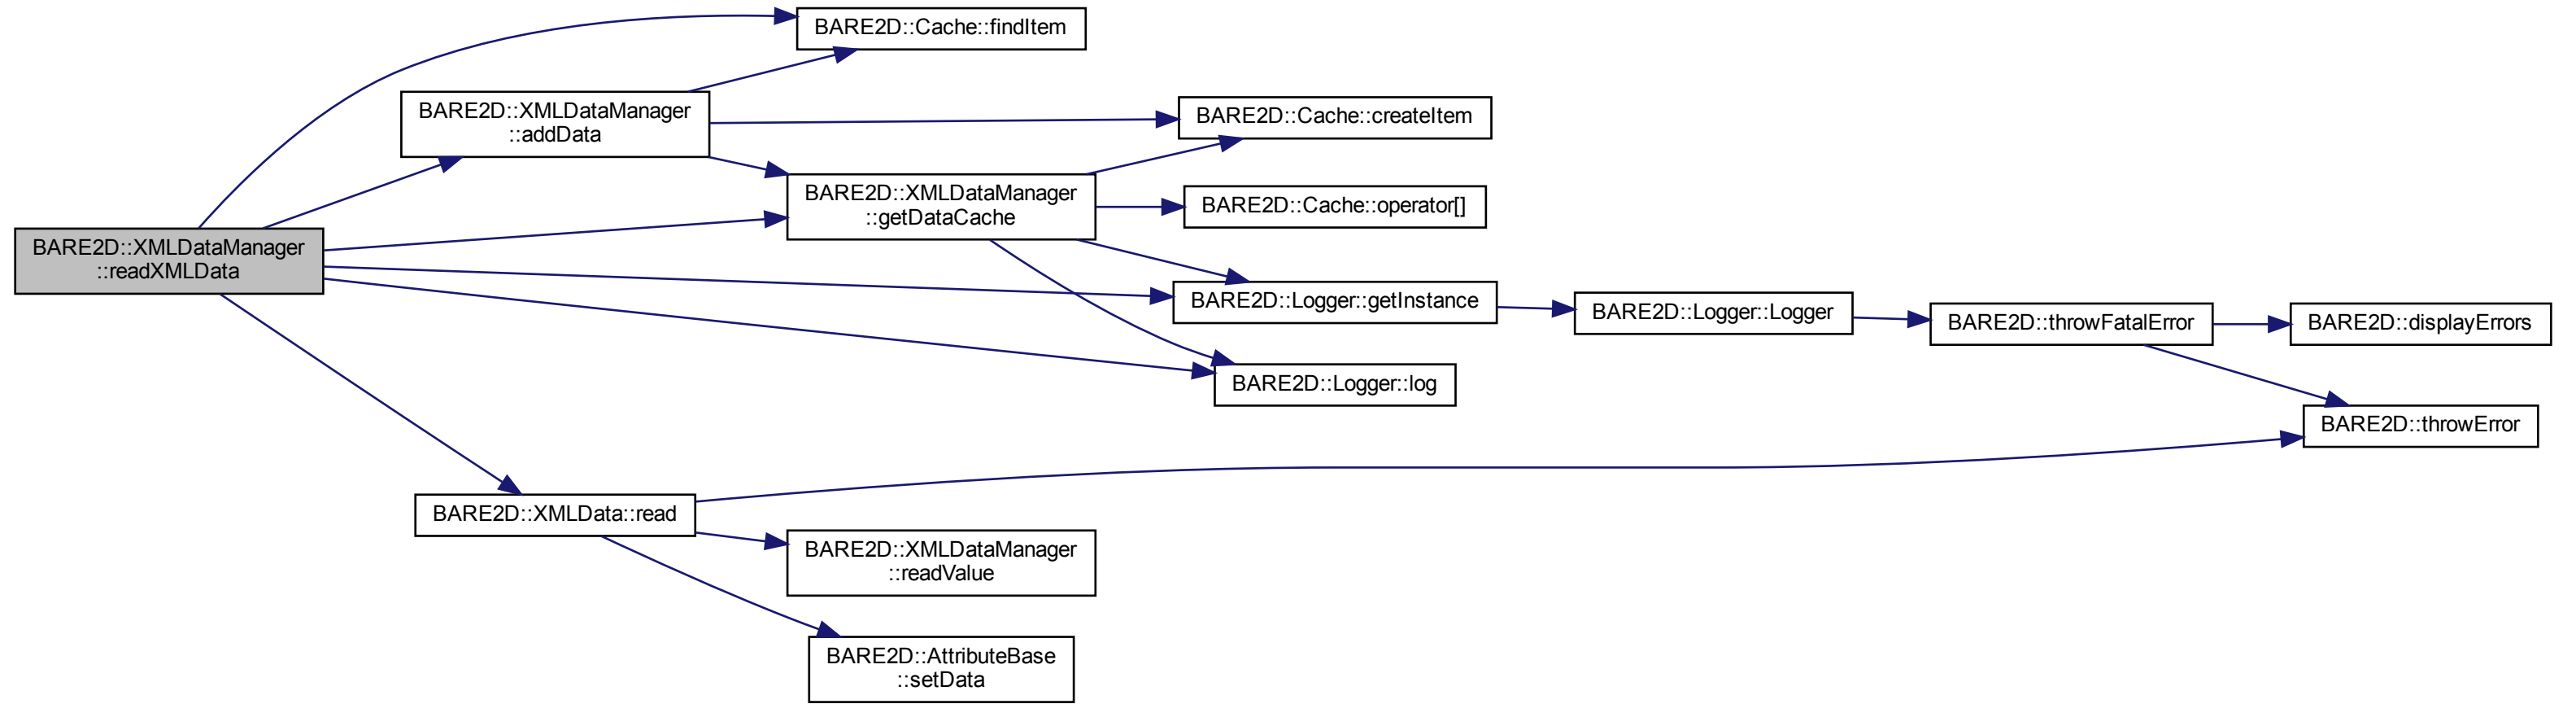 BARE2D::Cache::findItem
BARE2D::XMLDataManager
::addData
BARE2D::Cache::createItem
BARE2D::XMLDataManager
::getDataCache
BARE2D::Cache::operator[]
BARE2D::XMLDataManager
::readXMLData
BARE2D::Logger::getInstance
BARE2D::Logger::Logger
BARE2D::throwFatalError
BARE2D::displayErrors
BARE2D::Logger::log
BARE2D::throwError
BARE2D::XMLData::read
BARE2D::XMLDataManager
::readValue
BARE2D::AttributeBase
::setData